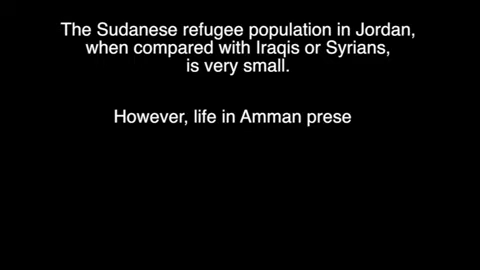 The Sudanese refugee population in Jordan,
when compared with Iraqis or Syrians,
is very small.
However, life in Amman prese